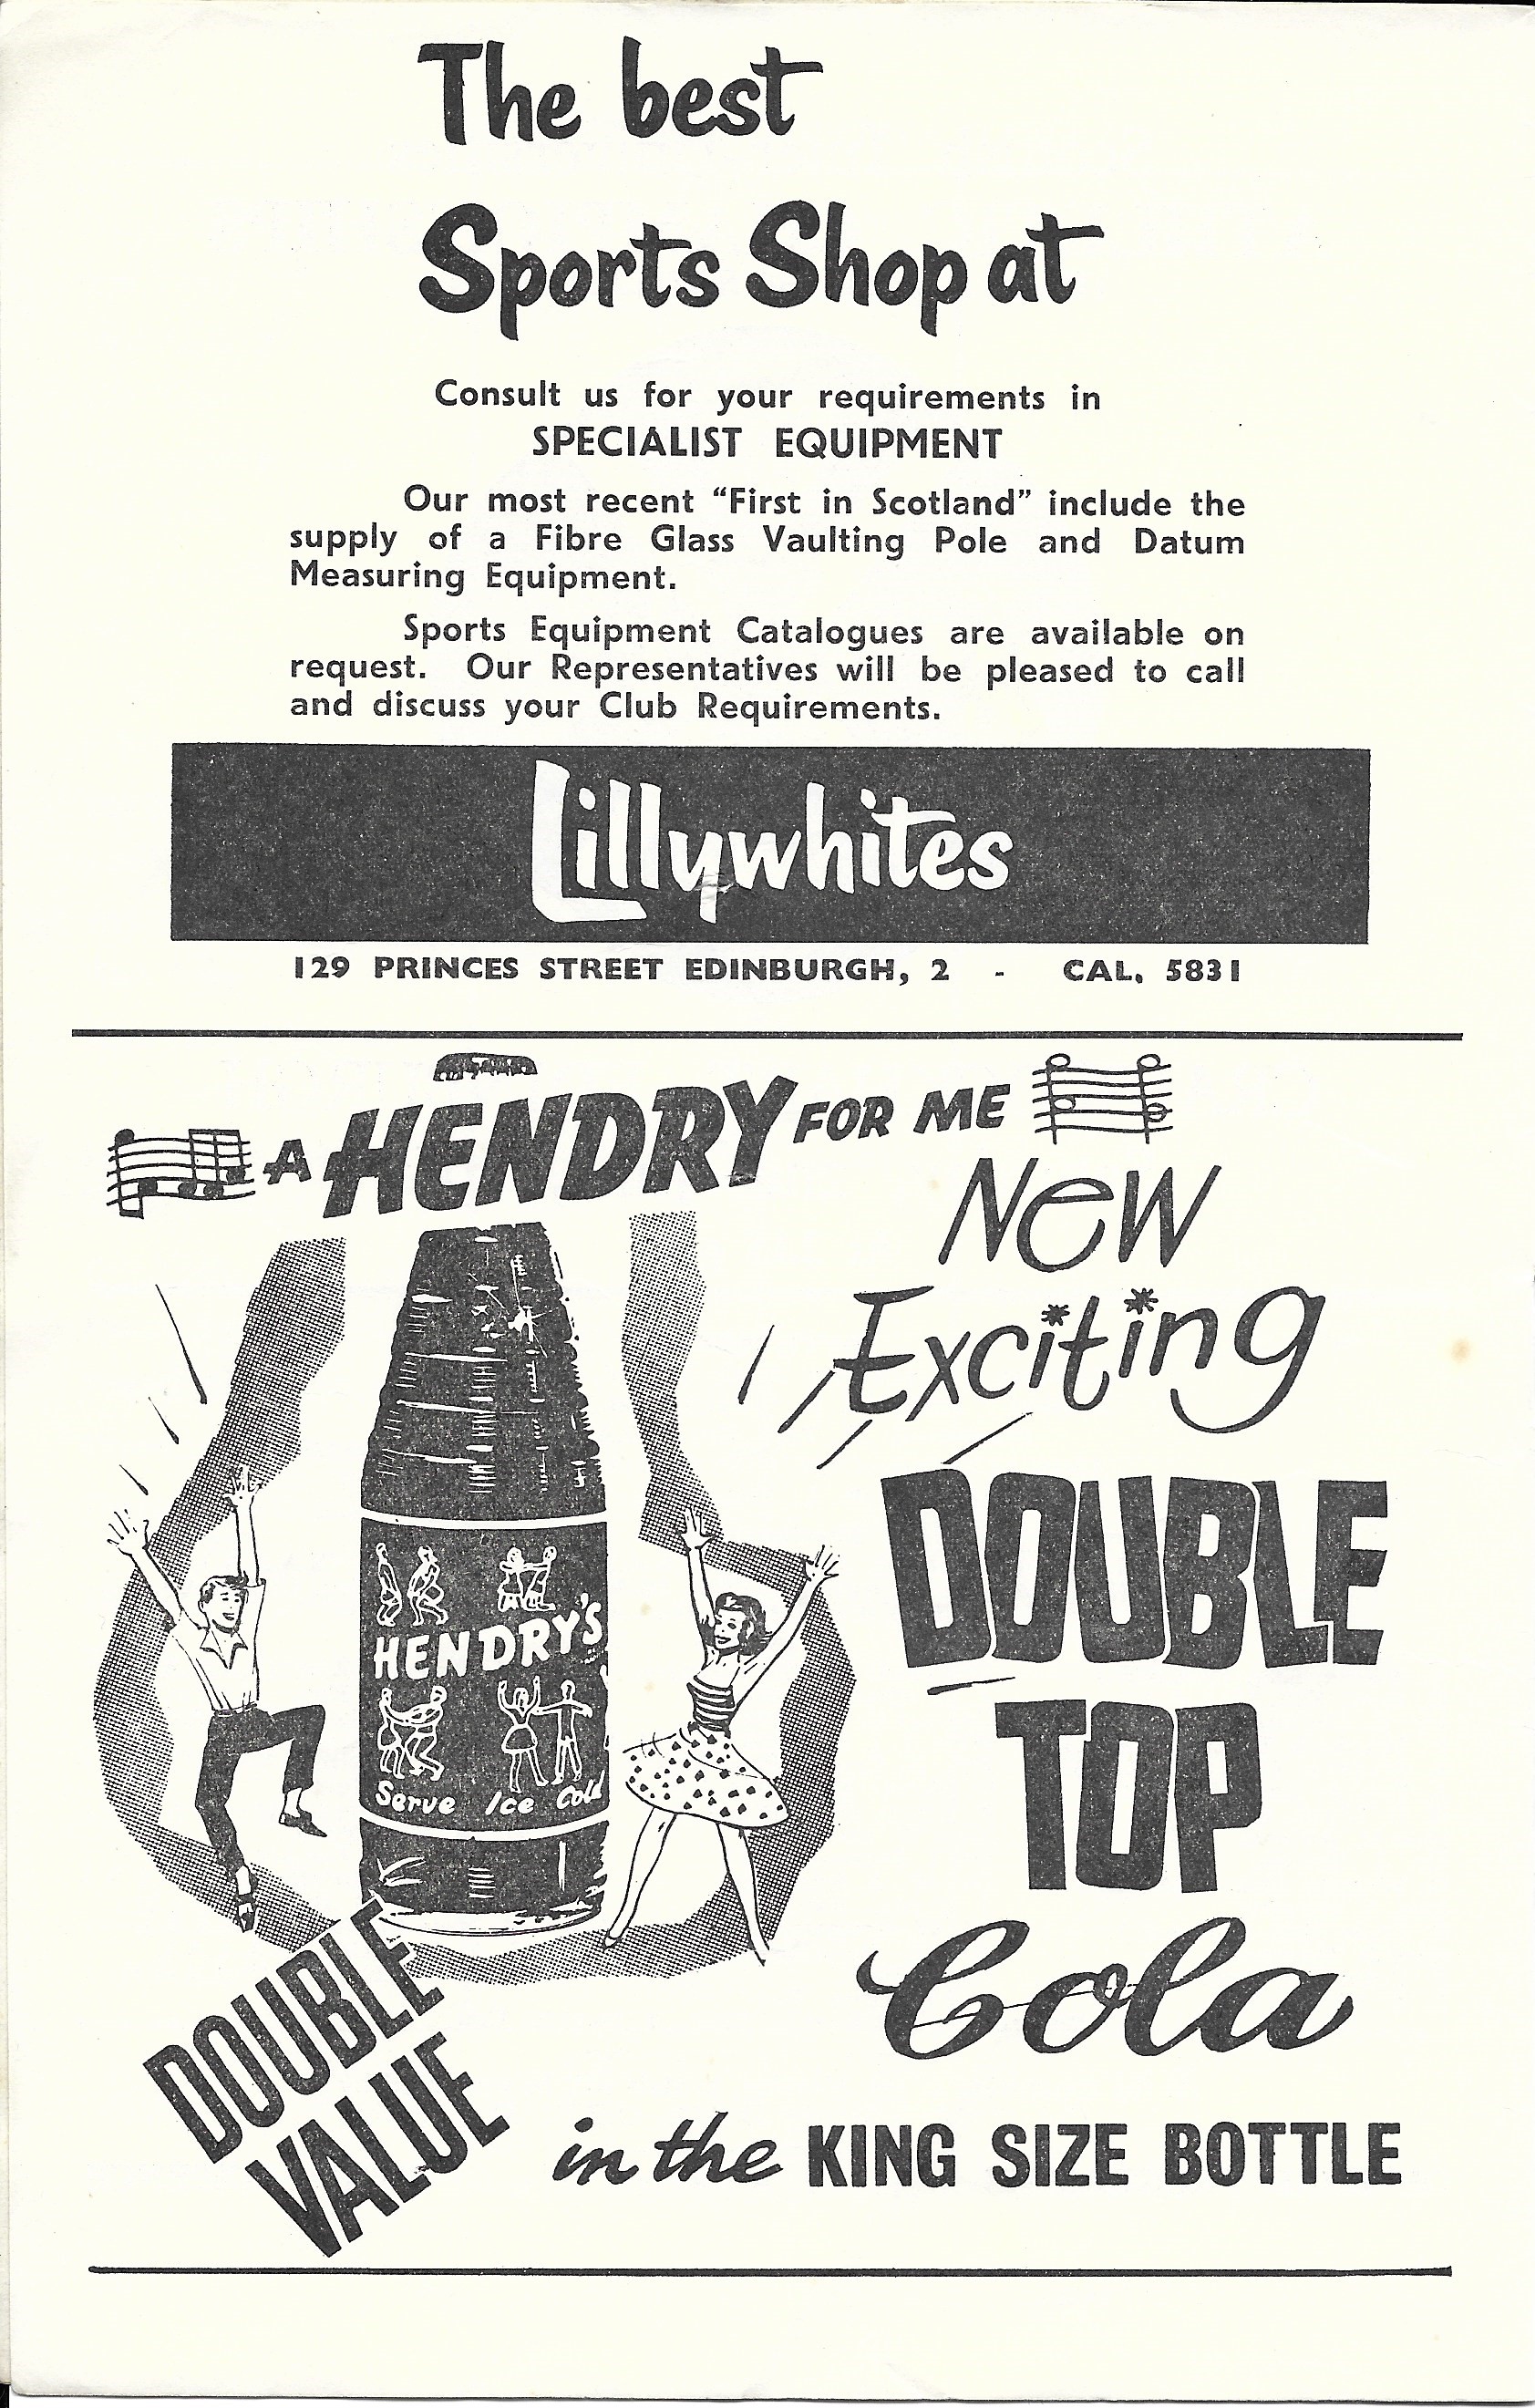 The best
Sports Shop at
Consult us for your requirements in
SPECIALIST EQUIPMENT
Our most recent “First in Scotland” include the
supply of a Fibre Glass Vaulting Pole and Datum
Measuring Equipment.
Sports Equipment Catalogues are available on
request. Our Representatives will be pleased to call
and discuss your Club Requirements.
Lillywhites
129 PRINCES STREET EDINBURGH, 2 - CAL. 5831
A HENDRY FOR ME
New
Exciting
DOUBLE
TOP
Cola
HENDRY'S
Serve Ice Cold
DOUBLE
VALUE
in the KING SIZE BOTTLE